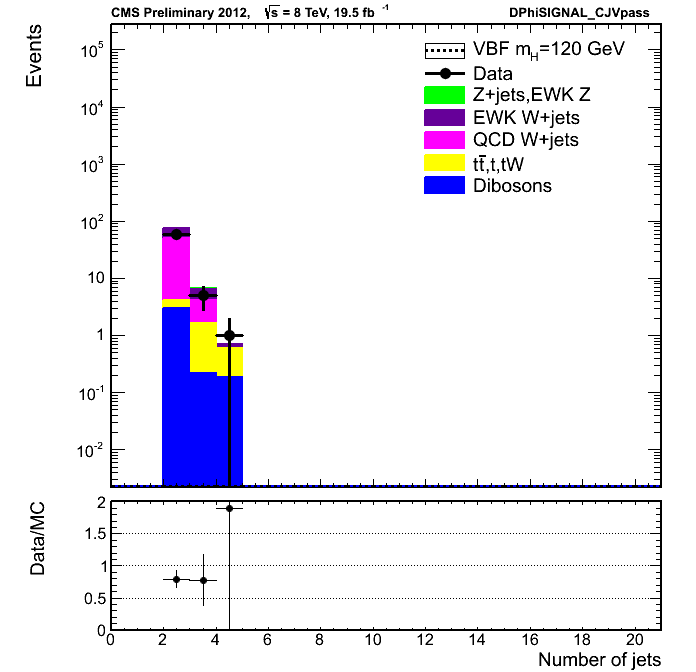 CMS Preliminary 2012, √s = 8 TeV, 19.5 fb⁻¹ DPhiSIGNAL_CJVpass
Events
10⁵
10⁴
10³
10²
10
1
10⁻¹
10⁻²
VBF m_H=120 GeV
Data
Z+jets,EWK Z
EWK W+jets
QCD W+jets
tt̅,t,tW
Dibosons
Data/MC
2
1.5
1
0.5
0
0 2 4 6 8 10 12 14 16 18 20
Number of jets